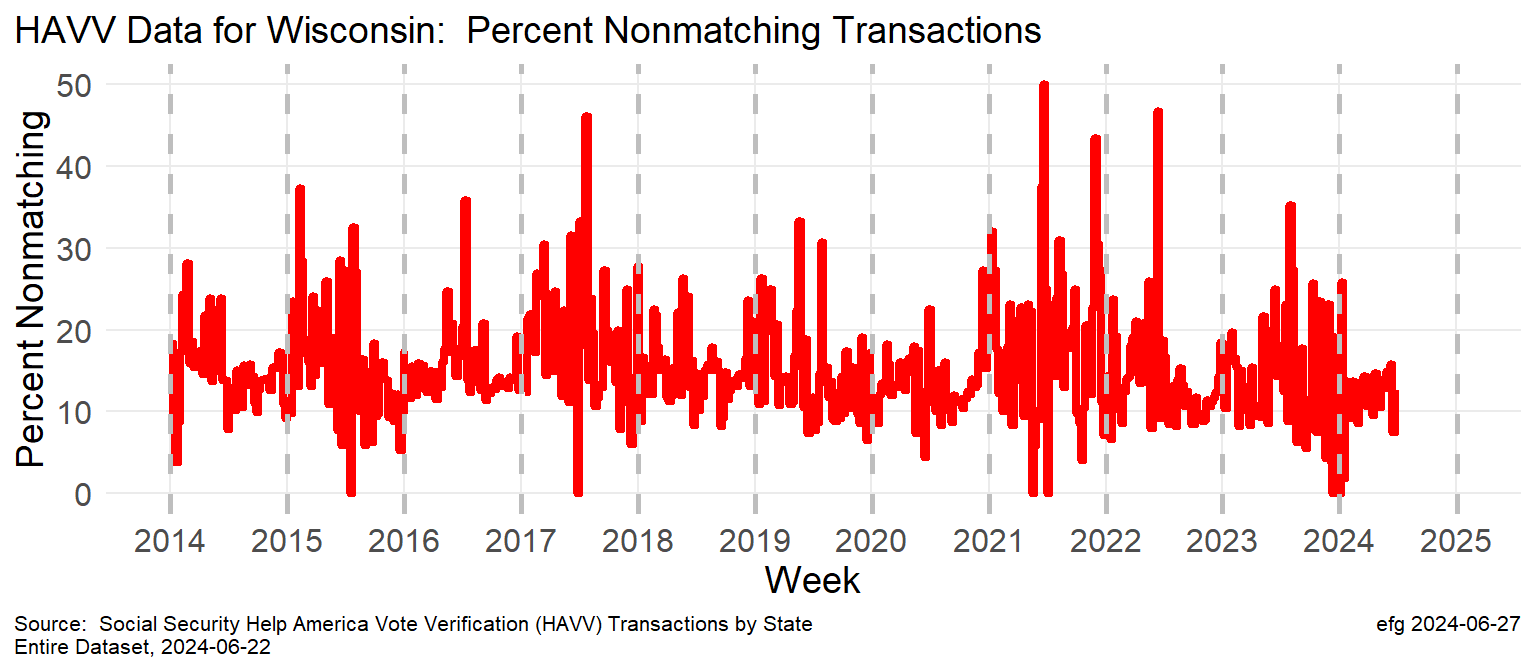 HAVV Data for Wisconsin:  Percent Nonmatching Transactions
Percent Nonmatching
50
40
30
20
10
0
2014 2015 2016 2017 2018 2019 2020 2021 2022 2023 2024 2025
Week
Source:  Social Security Help America Vote Verification (HAVV) Transactions by State efg 2024-06-27
Entire Dataset, 2024-06-22